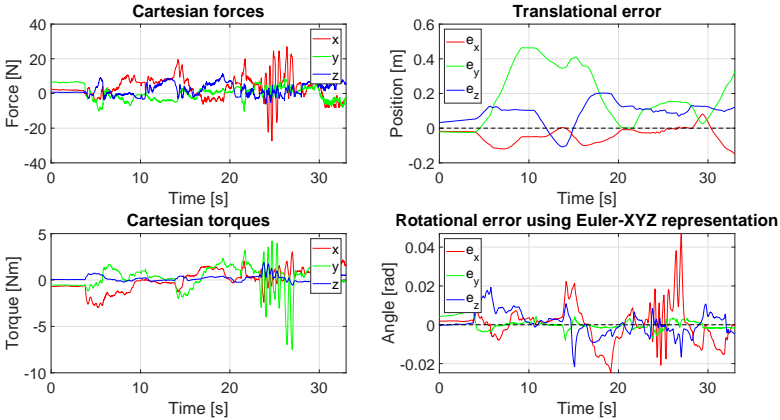 Cartesian forces
Force [N]
40
20
0
-20
-40
x
y
z
0 10 20 30
Time [s]
Translational error
Position [m]
0.6
0.4
0.2
0
-0.2
e_x
e_y
e_z
0 10 20 30
Time [s]
Cartesian torques
Torque [Nm]
5
0
-5
-10
x
y
z
0 10 20 30
Time [s]
Rotational error using Euler-XYZ representation
Angle [rad]
0.04
0.02
0
-0.02
e_x
e_y
e_z
0 10 20 30
Time [s]